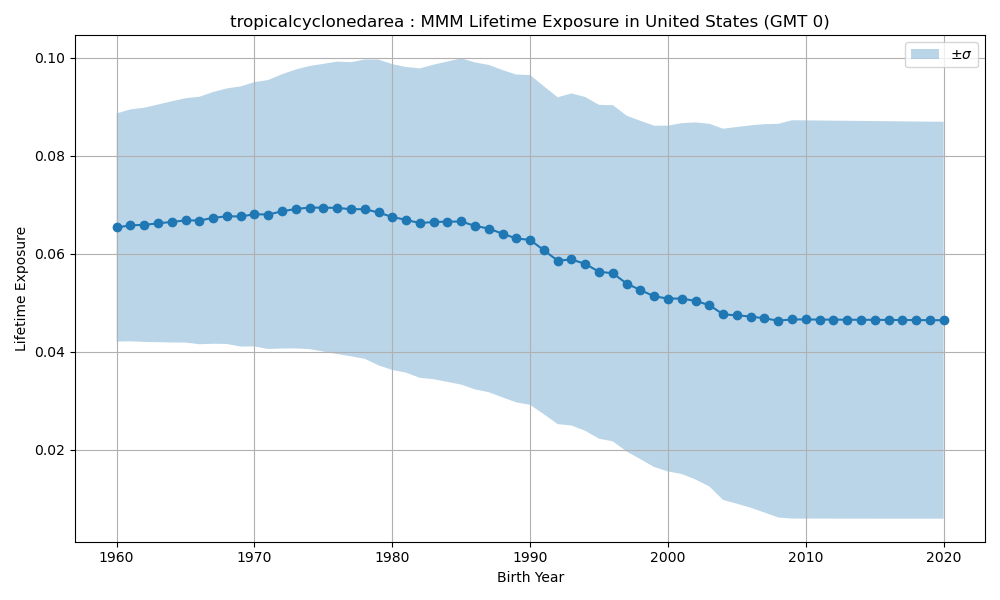 tropicalcyclonedarea : MMM Lifetime Exposure in United States (GMT 0)
±σ
0.10
0.08
0.06
0.04
0.02
Lifetime Exposure
1960 1970 1980 1990 2000 2010 2020
Birth Year